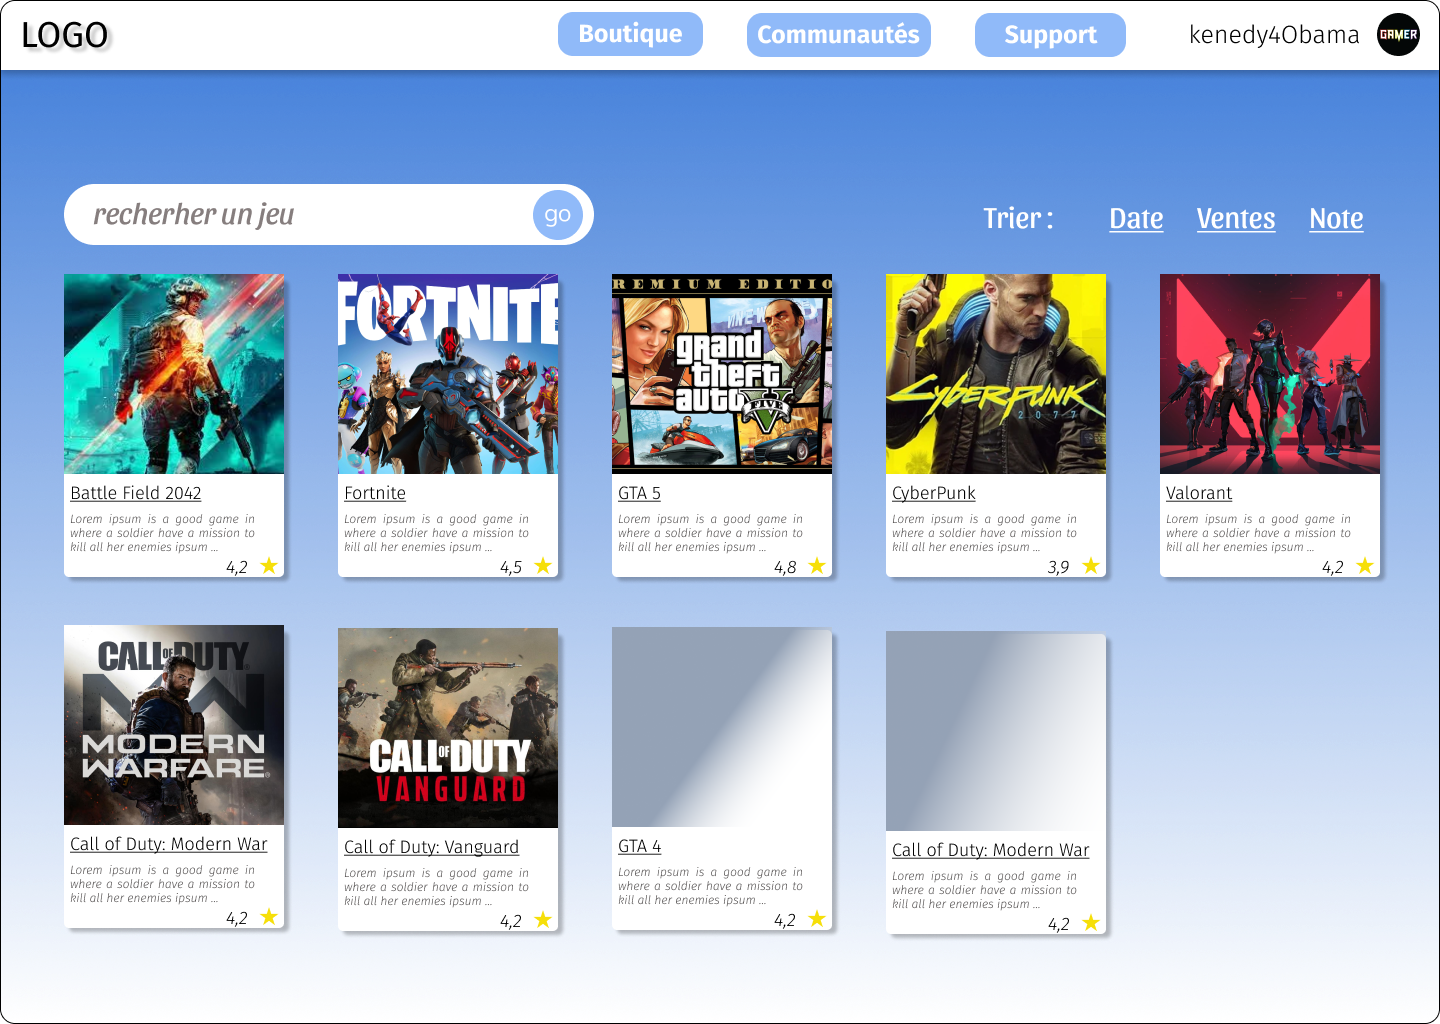 LOGO
Boutique
Communautés
Support
kenedy4Obama
GAMER
recherher un jeu
go
Trier :
Date
Ventes
Note
FORTNITE
REMIUM EDITIO
grand
theft
auto
FIVE
Cyberpunk
2077
Battle Field 2042
Lorem ipsum is a good game in
where a soldier have a mission to
kill all her enemies ipsum ...
4,2
Fortnite
Lorem ipsum is a good game in
where a soldier have a mission to
kill all her enemies ipsum ...
4,5
GTA 5
Lorem ipsum is a good game in
where a soldier have a mission to
kill all her enemies ipsum ...
4,8
CyberPunk
Lorem ipsum is a good game in
where a soldier have a mission to
kill all her enemies ipsum ...
3,9
Valorant
Lorem ipsum is a good game in
where a soldier have a mission to
kill all her enemies ipsum ...
4,2
CALL OF DUTY
MW
MODERN
WARFARE
Call of Duty: Modern War
Lorem ipsum is a good game in
where a soldier have a mission to
kill all her enemies ipsum ...
4,2
CALL OF DUTY
VANGUARD
Call of Duty: Vanguard
Lorem ipsum is a good game in
where a soldier have a mission to
kill all her enemies ipsum ...
4,2
GTA 4
Lorem ipsum is a good game in
where a soldier have a mission to
kill all her enemies ipsum ...
4,2
Call of Duty: Modern War
Lorem ipsum is a good game in
where a soldier have a mission to
kill all her enemies ipsum ...
4,2